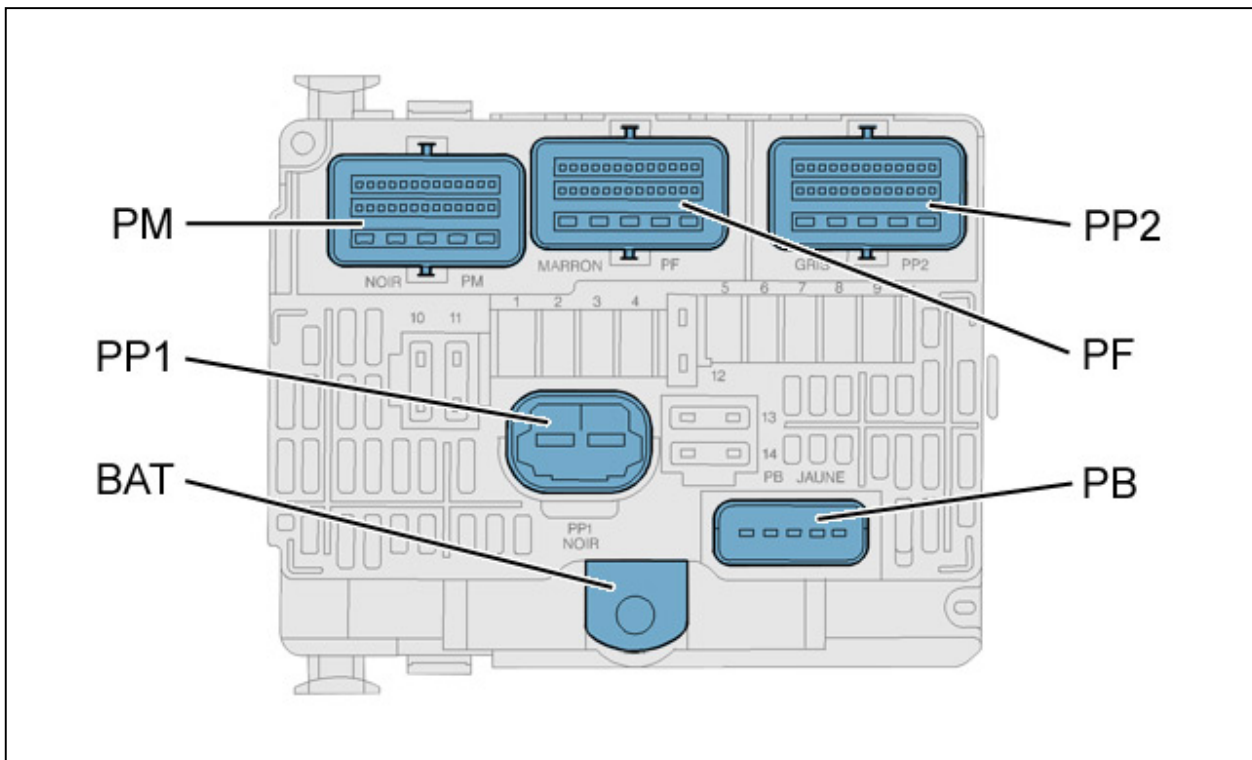 PM
PP1
BAT
PP2
PF
PB
NOIR PM
MARRON PF
GRIS PP2
1 2 3 4
5 6 7 8 9
10 11
12
13
14
PB JAUNE
PP1
NOIR